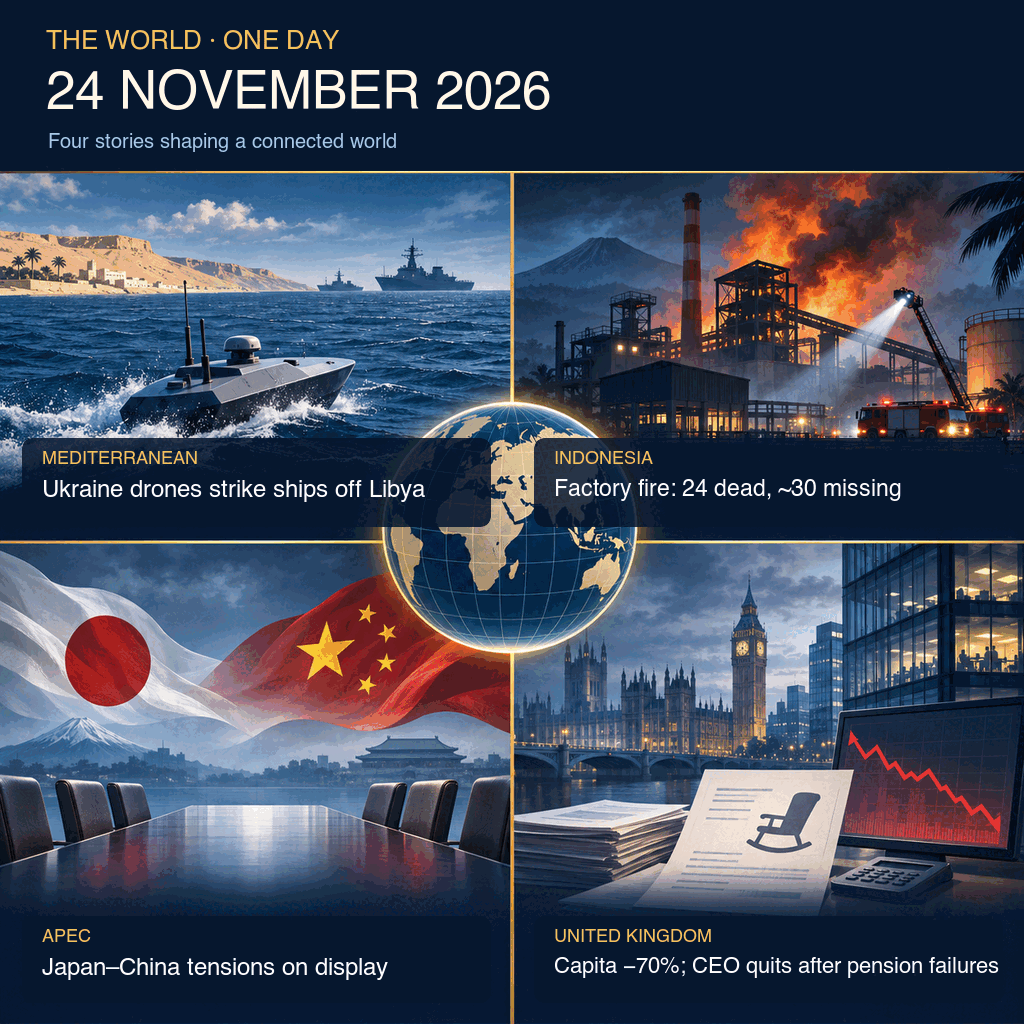 THE WORLD · ONE DAY
24 NOVEMBER 2026
Four stories shaping a connected world
MEDITERRANEAN
Ukraine drones strike ships off Libya
INDONESIA
Factory fire: 24 dead, ~30 missing
APEC
Japan–China tensions on display
UNITED KINGDOM
Capita −70%; CEO quits after pension failures